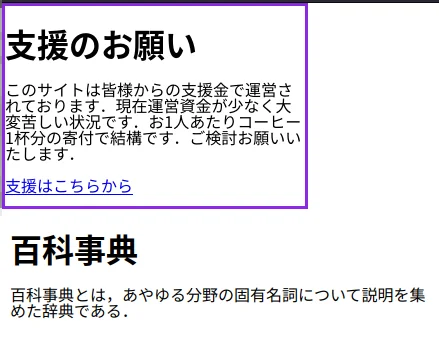 支援のお願い
このサイトは皆様からの支援金で運営さ
れております．現在運営資金が少なく大
変苦しい状況です．お1人あたりコーヒー
1杯分の寄付で結構です．ご検討お願いい
たします．
支援はこちらから
百科事典
百科事典とは，あやゆる分野の固有名詞について説明を集
めた辞典である．